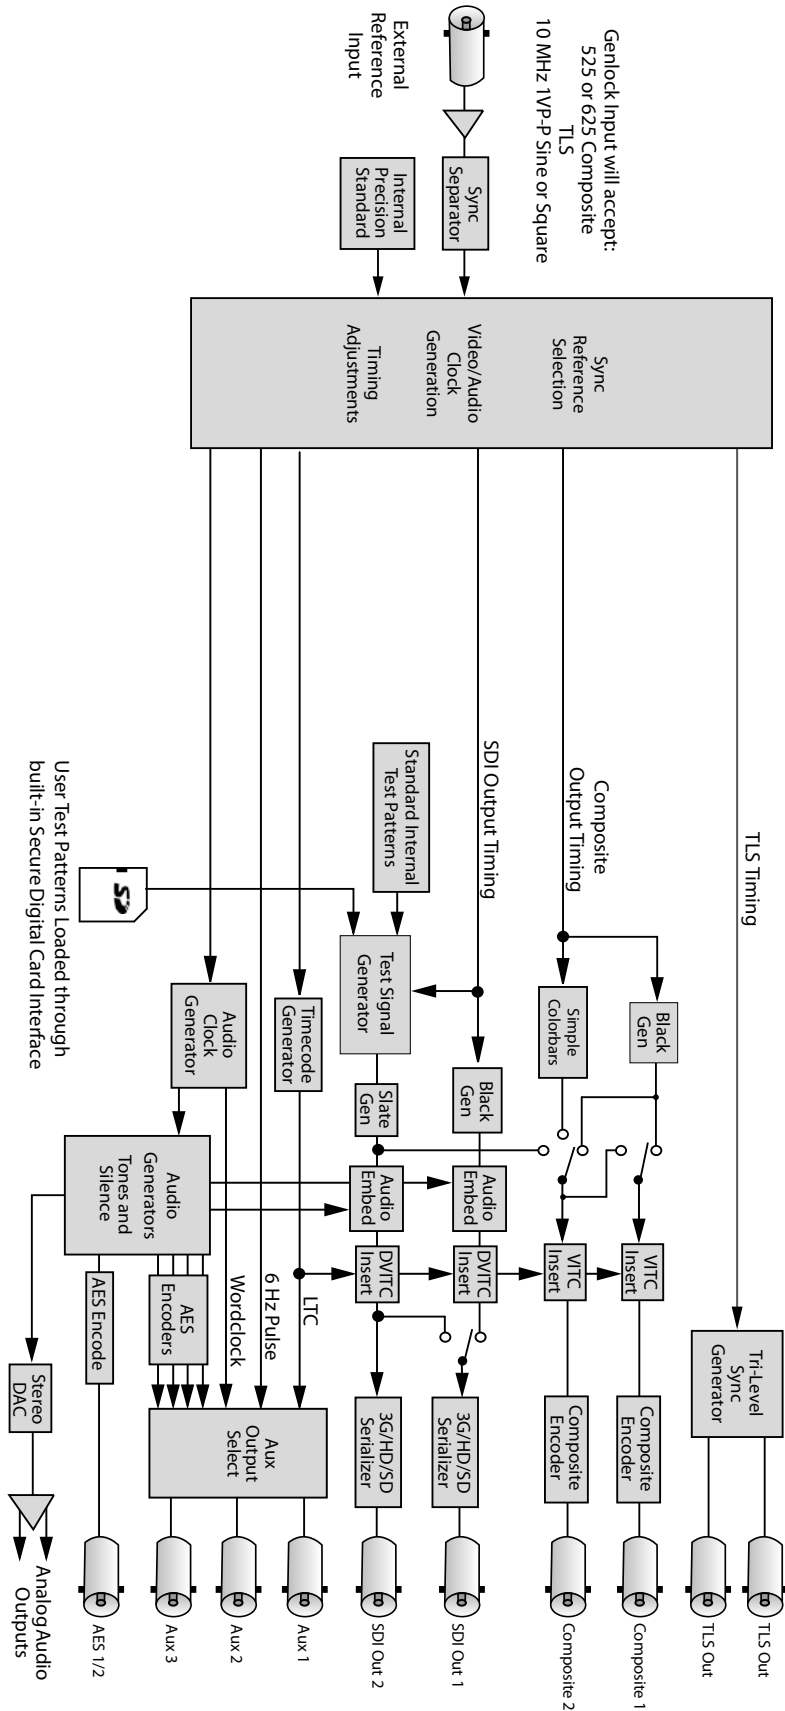 Genlock Input will accept:
525 or 625 Composite
TLS
10 MHz 1VP-P Sine or Square
External
Reference
Input
Sync
Separator
Internal
Precision
Standard
Sync
Reference
Selection
Video/Audio
Clock
Generation
Timing
Adjustments
TLS Timing
Composite
Output Timing
SDI Output Timing
Standard Internal
Test Patterns
User Test Patterns Loaded through
built-in Secure Digital Card Interface
SD
Black
Gen
Simple
Colorbars
Test Signal
Generator
Slate
Gen
Black
Gen
Timecode
Generator
Audio
Clock
Generator
Audio
Generators
Tones and
Silence
Audio
Embed
Audio
Embed
DVITC
Insert
DVITC
Insert
VITC
Insert
VITC
Insert
LTC
6 Hz Pulse
Wordclock
AES
Encoders
AES Encode
Stereo
DAC
Tri-Level
Sync
Generator
Composite
Encoder
Composite
Encoder
3G/HD/SD
Serializer
3G/HD/SD
Serializer
Aux
Output
Select
TLS Out
TLS Out
Composite 1
Composite 2
SDI Out 1
SDI Out 2
Aux 1
Aux 2
Aux 3
AES 1/2
Analog Audio
Outputs